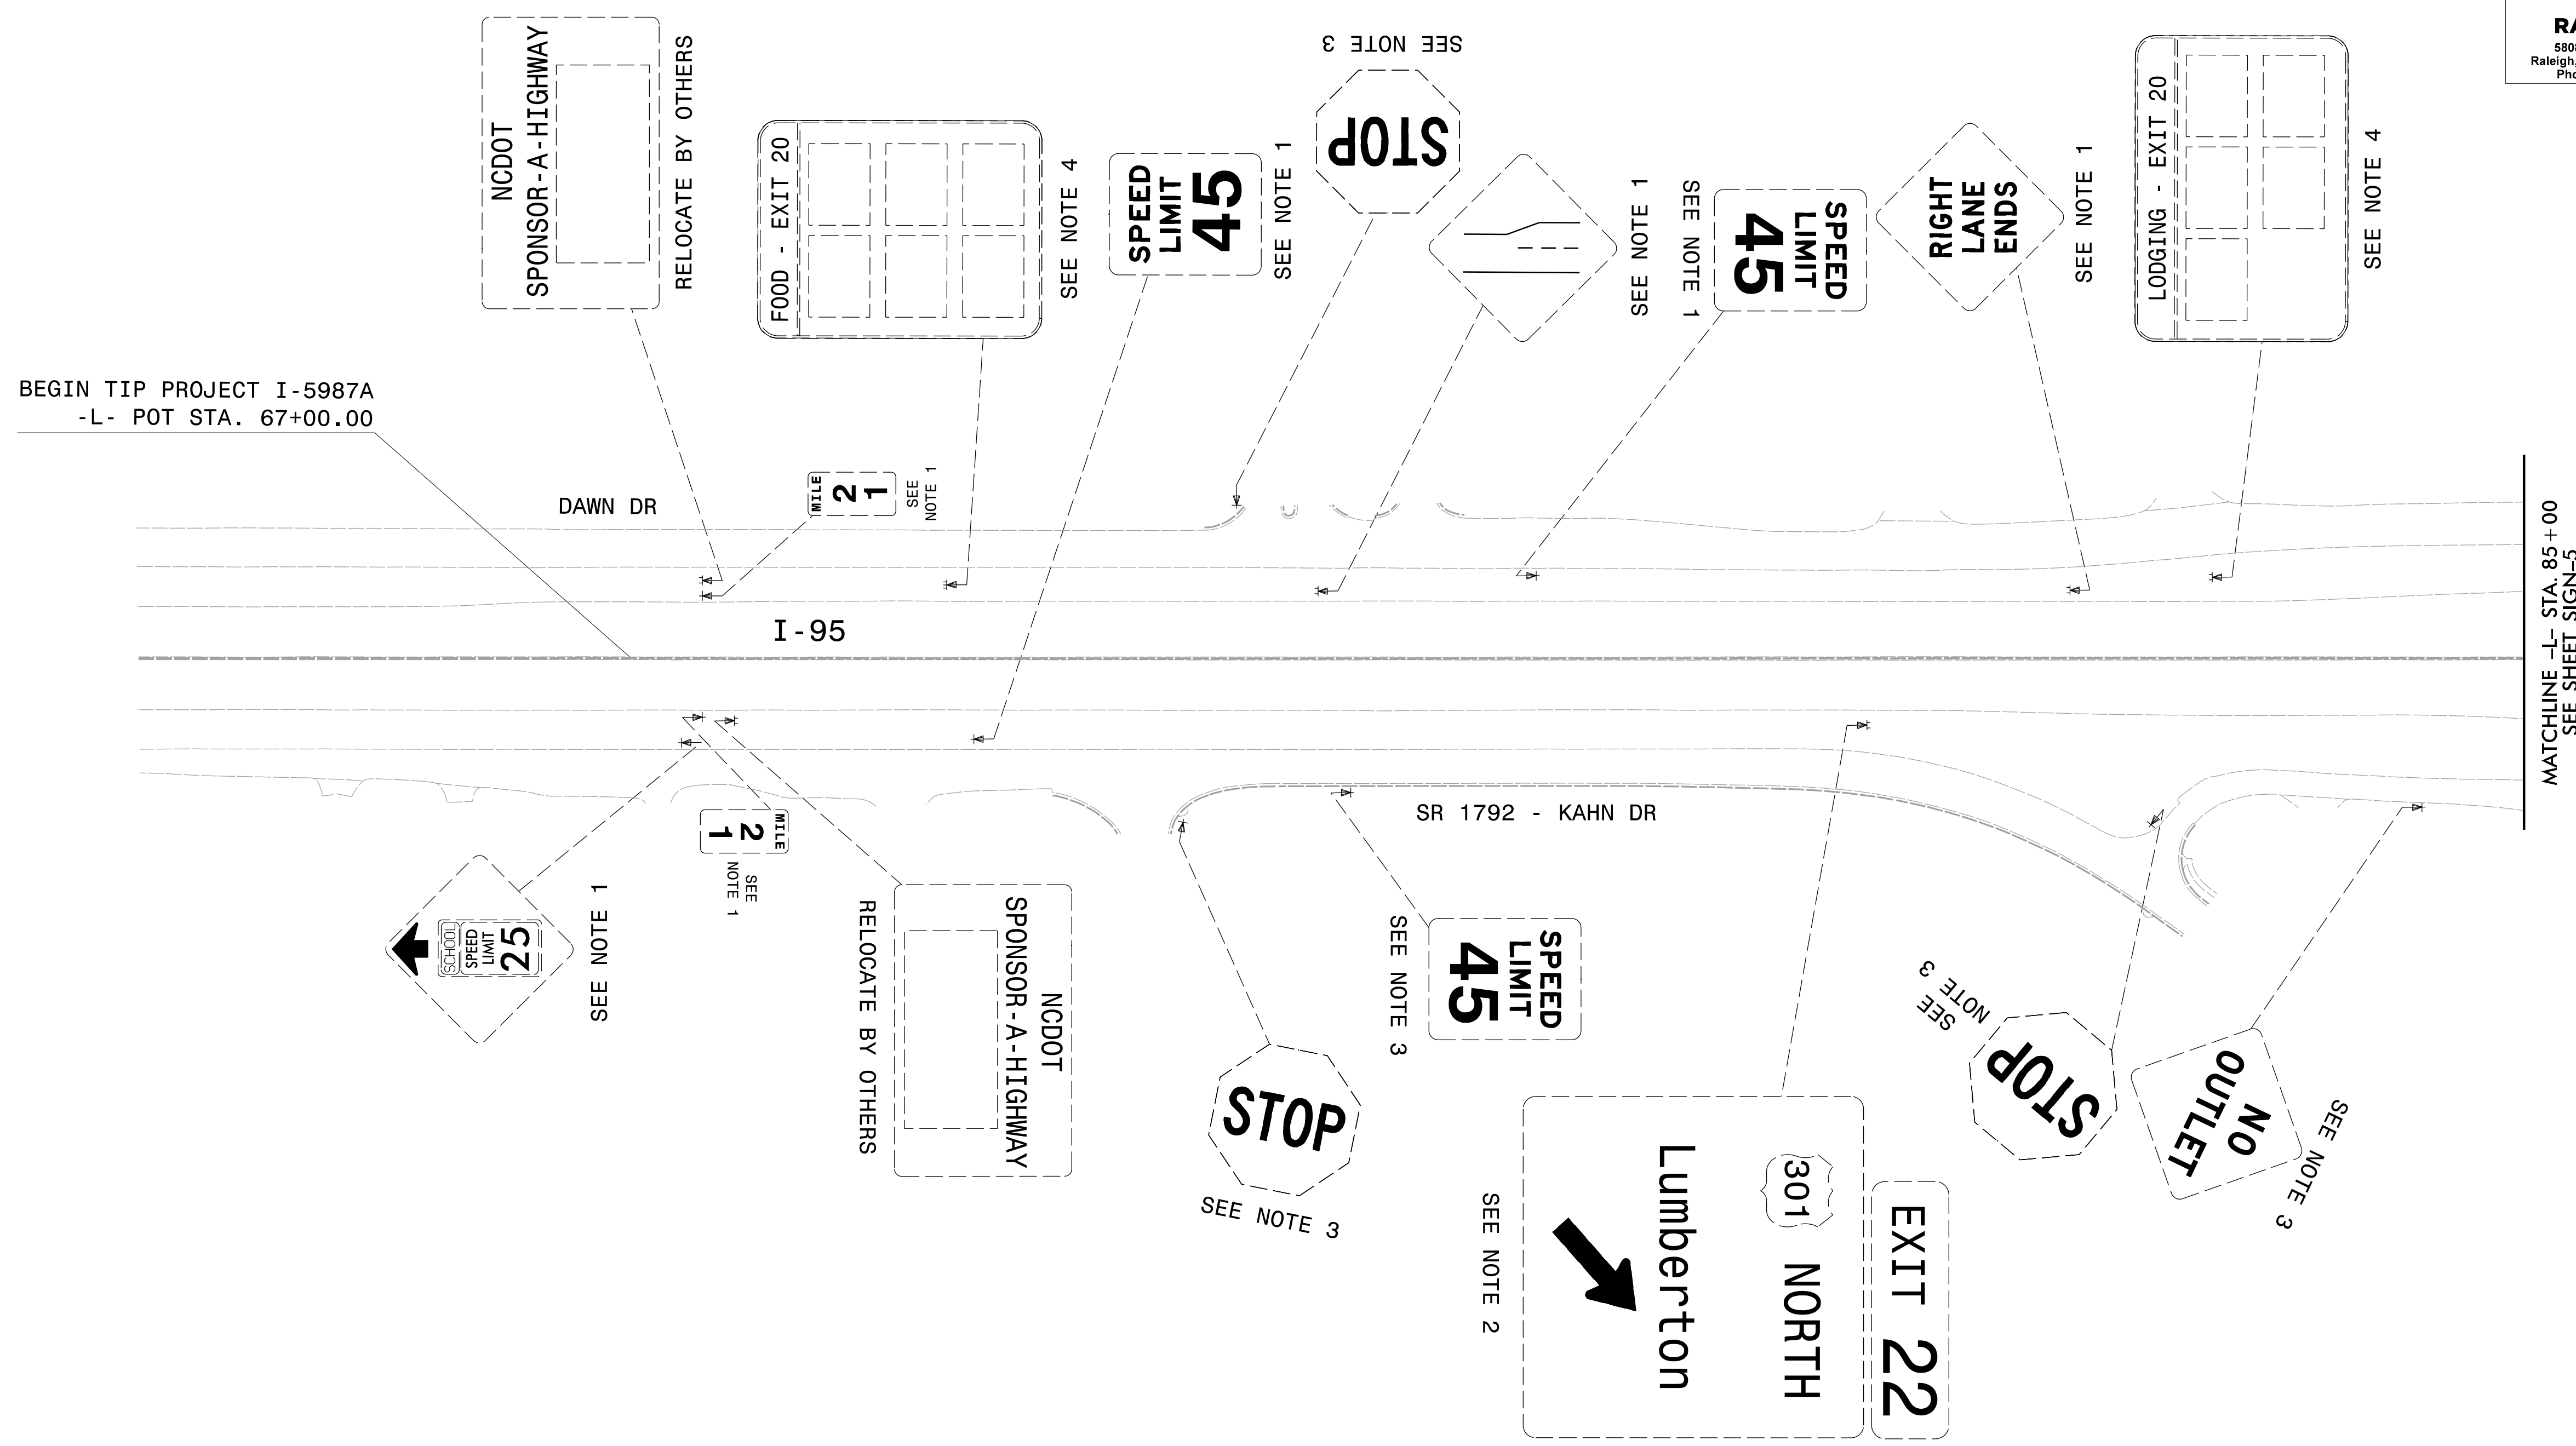 NCDOT
SPONSOR-A-HIGHWAY
RELOCATE BY OTHERS
FOOD - EXIT 20
SEE NOTE 4
SPEED
LIMIT
45
SEE NOTE 1
SEE NOTE 3
STOP
SEE NOTE 1
SEE NOTE 1
SPEED
LIMIT
45
RIGHT
LANE
ENDS
SEE NOTE 1
LODGING - EXIT 20
SEE NOTE 4
Raleigh,
BEGIN TIP PROJECT I-5987A
-L- POT STA. 67+00.00
DAWN DR
MILE
2
1
SEE
NOTE 1
I-95
MATCHLINE -L- STA. 85+00
SEE SHEET SIGN-5
SR 1792 - KAHN DR
SCHOOL
SPEED
LIMIT
25
SEE NOTE 1
MILE
2
1
SEE
NOTE 1
NCDOT
SPONSOR-A-HIGHWAY
RELOCATE BY OTHERS
STOP
SEE NOTE 3
SPEED
LIMIT
45
SEE NOTE 3
EXIT 22
301 NORTH
Lumberton
SEE NOTE 2
STOP
SEE
NOTE 3
NO
OUTLET
SEE NOTE 3